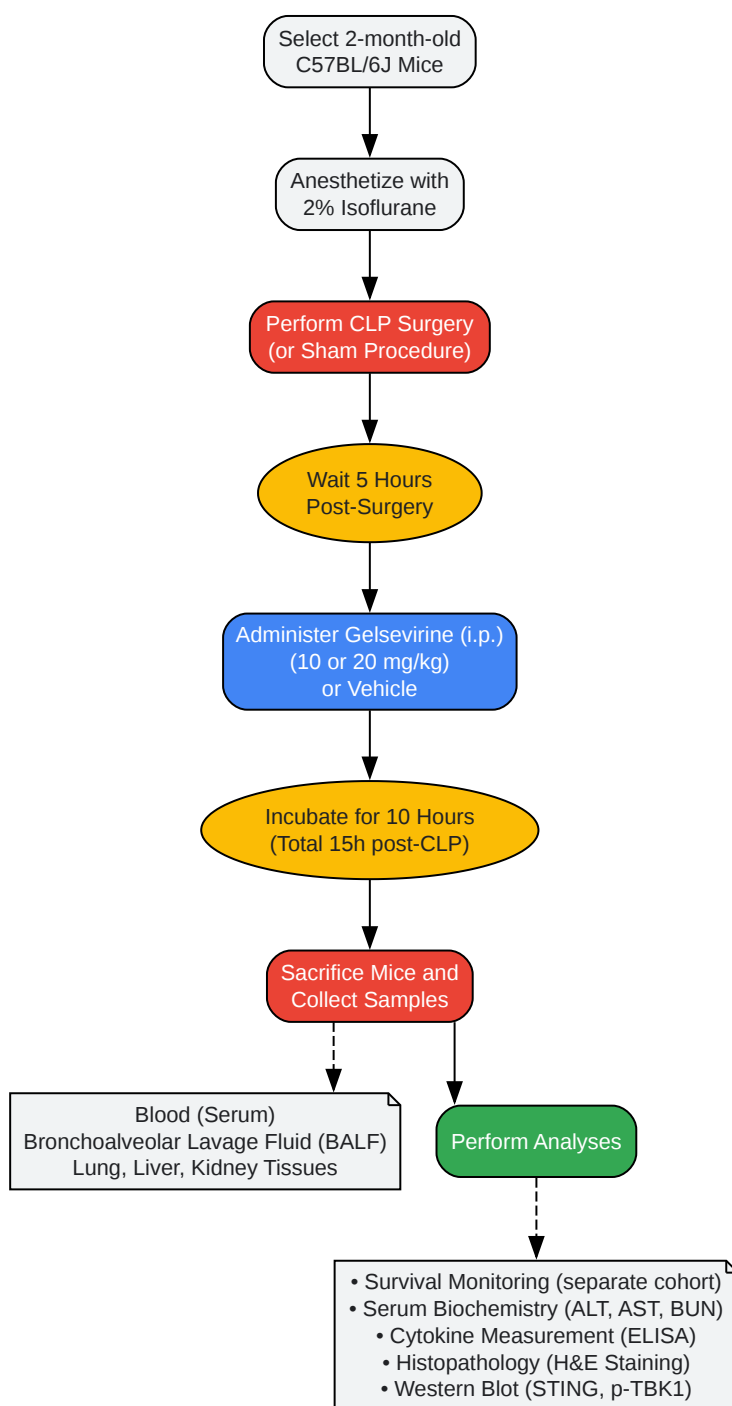 Select 2-month-old
C57BL/6J Mice
Anesthetize with
2% Isoflurane
Perform CLP Surgery
(or Sham Procedure)
Wait 5 Hours
Post-Surgery
Administer Gelsevirine (i.p.)
(10 or 20 mg/kg)
or Vehicle
Incubate for 10 Hours
(Total 15h post-CLP)
Sacrifice Mice and
Collect Samples
Blood (Serum)
Bronchoalveolar Lavage Fluid (BALF)
Lung, Liver, Kidney Tissues
Perform Analyses
• Survival Monitoring (separate cohort)
• Serum Biochemistry (ALT, AST, BUN)
• Cytokine Measurement (ELISA)
• Histopathology (H&E Staining)
• Western Blot (STING, p-TBK1)